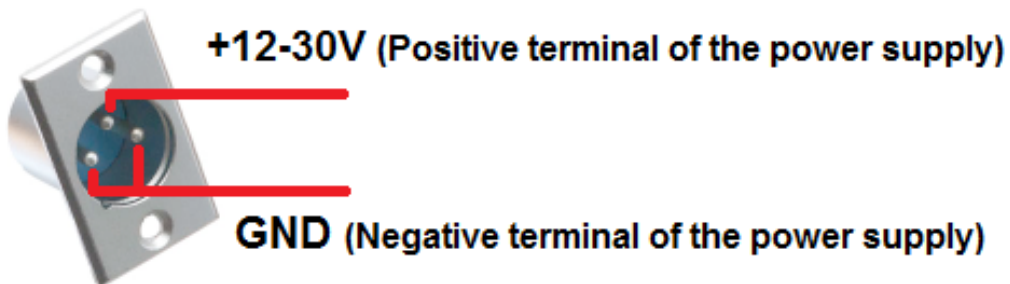 +12-30V (Positive terminal of the power supply)
GND (Negative terminal of the power supply)